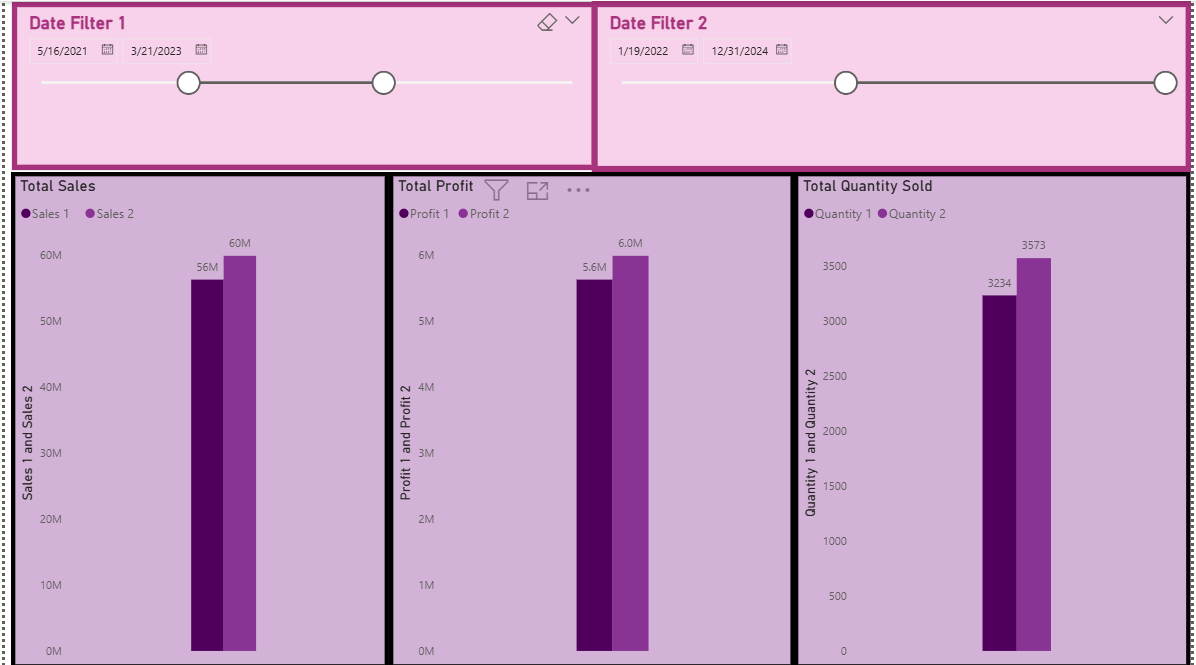 Date Filter 1
5/16/2021 3/21/2023
Date Filter 2
1/19/2022 12/31/2024
Total Sales
Sales 1 Sales 2
Sales 1 and Sales 2
60M
50M
40M
30M
20M
10M
0M
56M
60M
Total Profit
Profit 1 Profit 2
Profit 1 and Profit 2
6M
5M
4M
3M
2M
1M
0M
5.6M
6.0M
Total Quantity Sold
Quantity 1 Quantity 2
Quantity 1 and Quantity 2
3500
3000
2500
2000
1500
1000
500
0
3234
3573